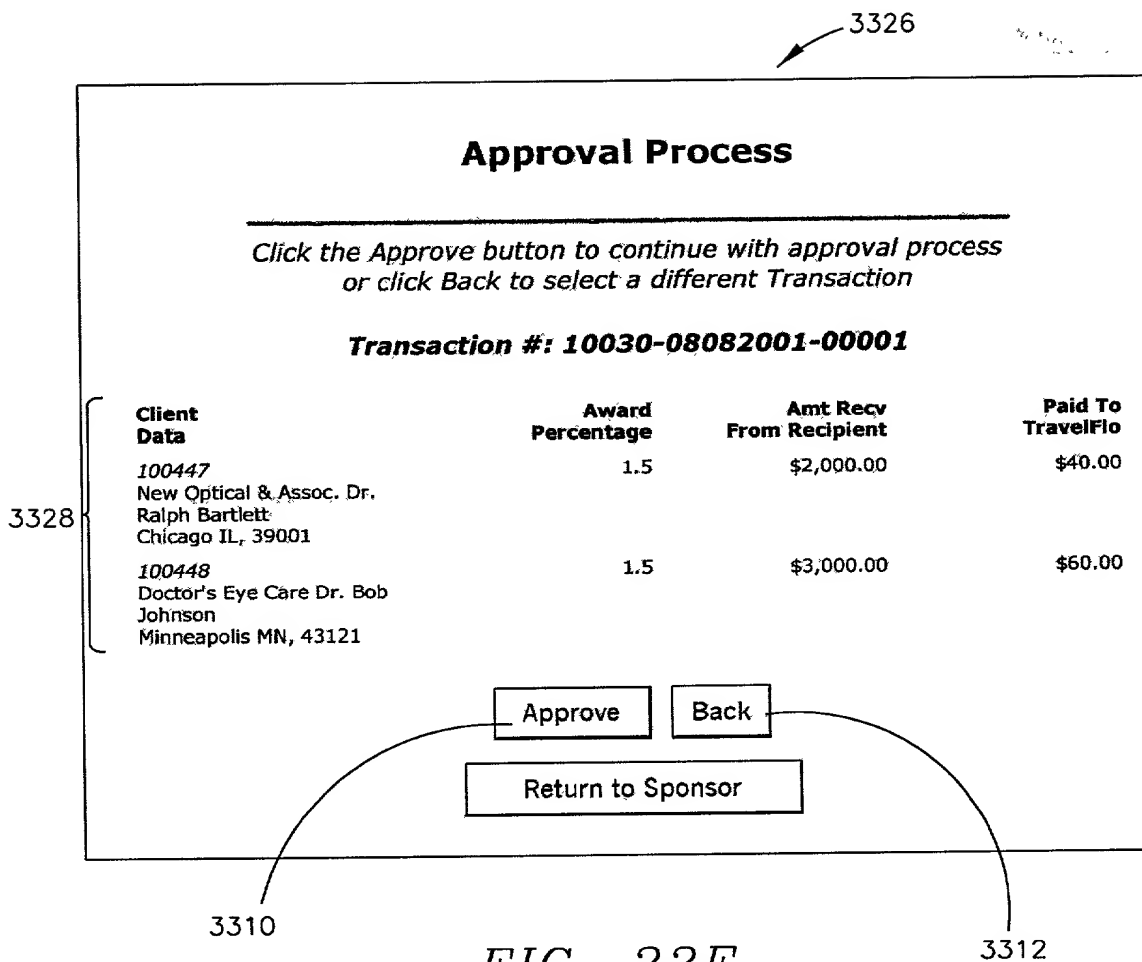 3326
Approval Process
Click the Approve button to continue with approval process
or click Back to select a different Transaction
Transaction #: 10030-08082001-00001
Client Award Amt Recv Paid To
Data Percentage From Recipient TravelFlo
100447 1.5 $2,000.00 $40.00
New Optical & Assoc. Dr.
Ralph Bartlett
3328
Chicago IL, 39001
100448 1.5 $3,000.00 $60.00
Doctor's Eye Care Dr. Bob
Johnson
Minneapolis MN, 43121
Approve Back
Return to Sponsor
3310
3312
FIG.